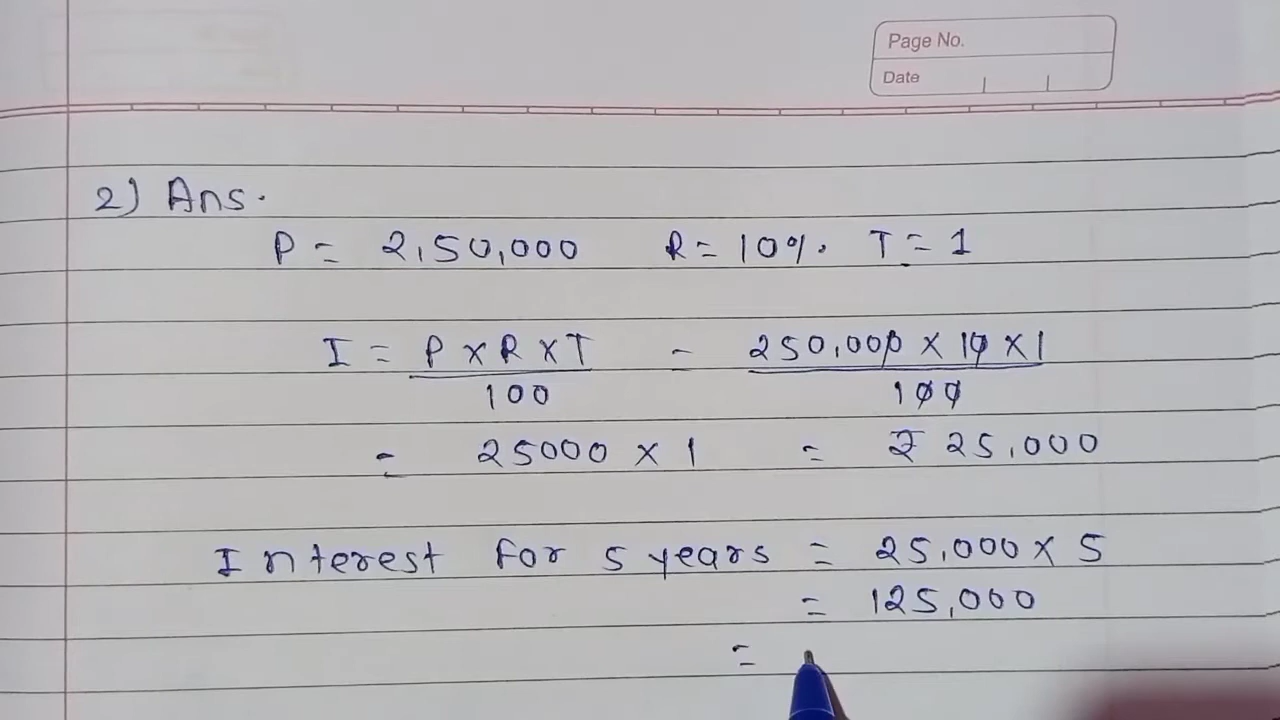 Page No.
Date
2) Ans.
P = 2,50,000 R = 10%. T = 1
I = P × R × T / 100 = 250,000 × 10 × 1 / 100
= 25000 × 1 = ₹ 25,000
Interest for 5 years = 25,000 × 5
= 125,000
=